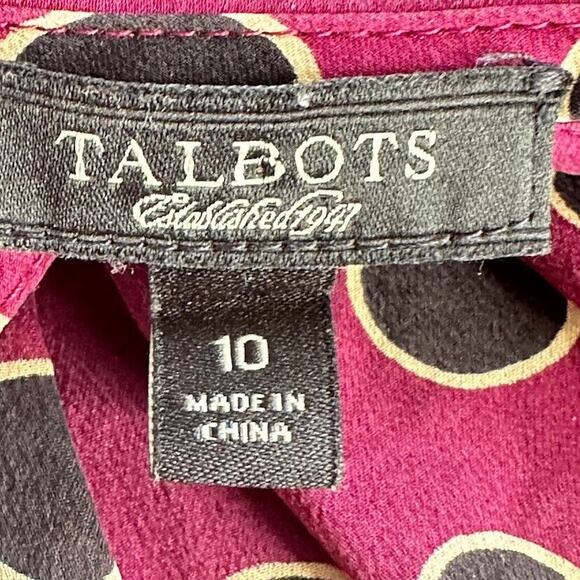 TALBOTS
Established 1947
10
MADE IN
CHINA